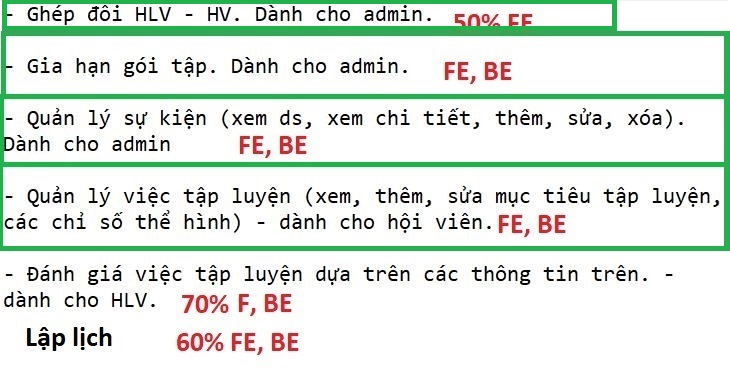 - Ghép đôi HLV - HV. Dành cho admin. 50% FE
- Gia hạn gói tập. Dành cho admin. FE, BE
- Quản lý sự kiện (xem ds, xem chi tiết, thêm, sửa, xóa).
Dành cho admin FE, BE
- Quản lý việc tập luyện (xem, thêm, sửa mục tiêu tập luyện,
các chỉ số thể hình) - dành cho hội viên. FE, BE
- Đánh giá việc tập luyện dựa trên các thông tin trên. -
dành cho HLV. 70% F, BE
Lập lịch 60% FE, BE